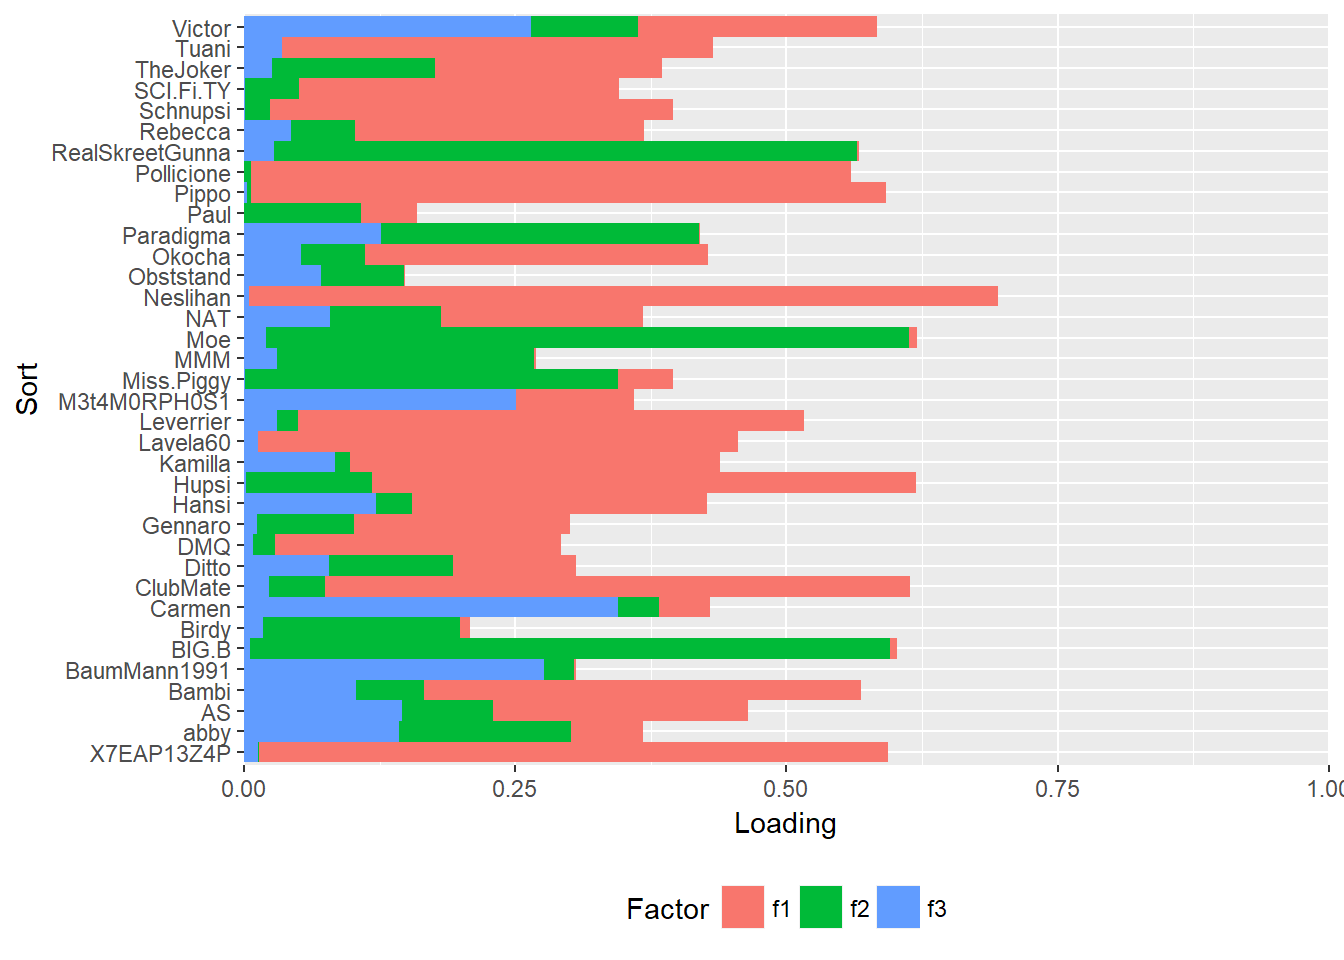 Victor
Tuani
TheJoker
SCI.Fi.TY
Schnupsi
Rebecca
RealSkreetGunna
Pollicione
Pippo
Paul
Paradigma
Okocha
Obststand
Neslihan
NAT
Moe
MMM
Miss.Piggy
M3t4M0RPH0S1
Leverrier
Lavela60
Kamilla
Hupsi
Hansi
Gennaro
DMQ
Ditto
ClubMate
Carmen
Birdy
BIG.B
BaumMann1991
Bambi
AS
abby
X7EAP13Z4P
Sort
0.00 0.25 0.50 0.75 1.00
Loading
Factor f1 f2 f3